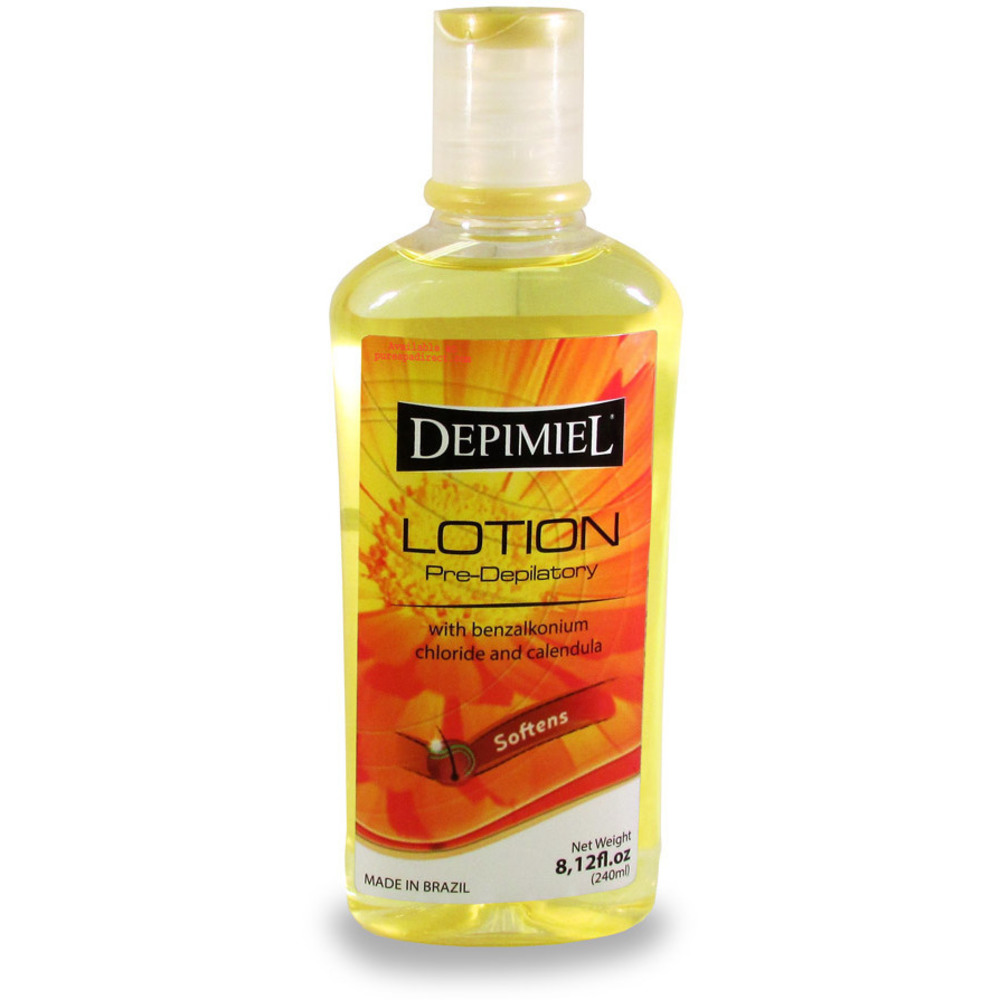 Available
DEPIMIEL®
LOTION
Pre-Depilatory
with benzalkonium
chloride and calendula
Softens
Net Weight
8,12fl.oz
(240ml)
MADE IN BRAZIL